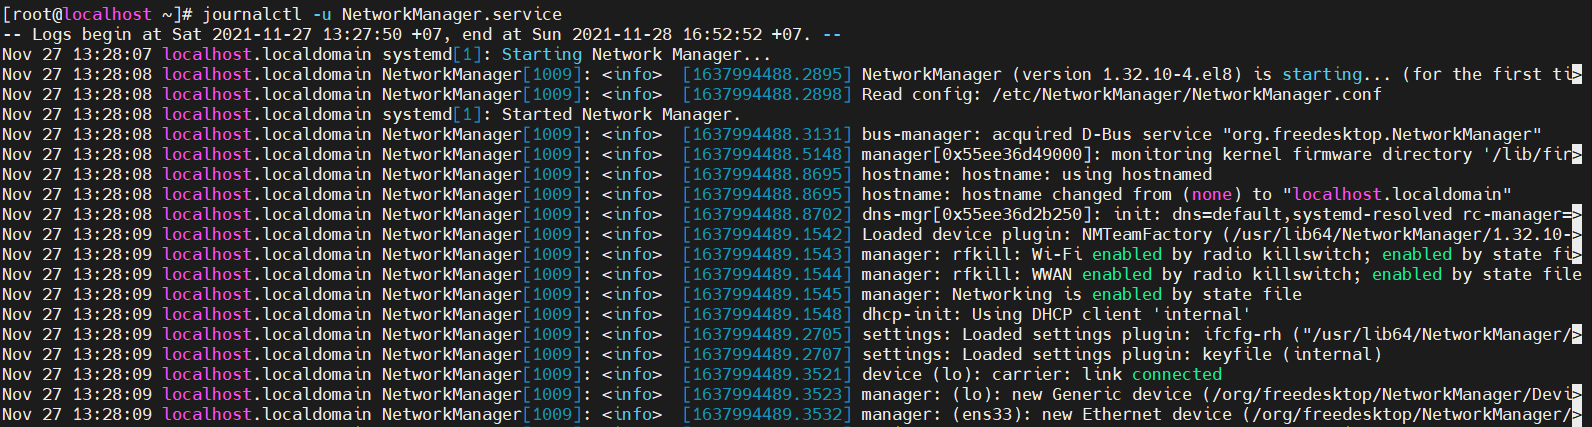 [root@localhost ~]# journalctl -u NetworkManager.service
-- Logs begin at Sat 2021-11-27 13:27:50 +07, end at Sun 2021-11-28 16:52:52 +07. --
Nov 27 13:28:07 localhost.localdomain systemd[1]: Starting Network Manager...
Nov 27 13:28:08 localhost.localdomain NetworkManager[1009]: <info>  [1637994488.2895] NetworkManager (version 1.32.10-4.el8) is starting... (for the first ti>
Nov 27 13:28:08 localhost.localdomain NetworkManager[1009]: <info>  [1637994488.2898] Read config: /etc/NetworkManager/NetworkManager.conf
Nov 27 13:28:08 localhost.localdomain systemd[1]: Started Network Manager.
Nov 27 13:28:08 localhost.localdomain NetworkManager[1009]: <info>  [1637994488.3131] bus-manager: acquired D-Bus service "org.freedesktop.NetworkManager"
Nov 27 13:28:08 localhost.localdomain NetworkManager[1009]: <info>  [1637994488.5148] manager[0x55ee36d49000]: monitoring kernel firmware directory '/lib/fir>
Nov 27 13:28:08 localhost.localdomain NetworkManager[1009]: <info>  [1637994488.8695] hostname: hostname: using hostnamed
Nov 27 13:28:08 localhost.localdomain NetworkManager[1009]: <info>  [1637994488.8695] hostname: hostname changed from (none) to "localhost.localdomain"
Nov 27 13:28:08 localhost.localdomain NetworkManager[1009]: <info>  [1637994488.8702] dns-mgr[0x55ee36d2b250]: init: dns=default,systemd-resolved rc-manager=>
Nov 27 13:28:09 localhost.localdomain NetworkManager[1009]: <info>  [1637994489.1542] Loaded device plugin: NMTeamFactory (/usr/lib64/NetworkManager/1.32.10->
Nov 27 13:28:09 localhost.localdomain NetworkManager[1009]: <info>  [1637994489.1543] manager: rfkill: Wi-Fi enabled by radio killswitch; enabled by state fi>
Nov 27 13:28:09 localhost.localdomain NetworkManager[1009]: <info>  [1637994489.1544] manager: rfkill: WWAN enabled by radio killswitch; enabled by state file
Nov 27 13:28:09 localhost.localdomain NetworkManager[1009]: <info>  [1637994489.1545] manager: Networking is enabled by state file
Nov 27 13:28:09 localhost.localdomain NetworkManager[1009]: <info>  [1637994489.1548] dhcp-init: Using DHCP client 'internal'
Nov 27 13:28:09 localhost.localdomain NetworkManager[1009]: <info>  [1637994489.2705] settings: Loaded settings plugin: ifcfg-rh ("/usr/lib64/NetworkManager/>
Nov 27 13:28:09 localhost.localdomain NetworkManager[1009]: <info>  [1637994489.2707] settings: Loaded settings plugin: keyfile (internal)
Nov 27 13:28:09 localhost.localdomain NetworkManager[1009]: <info>  [1637994489.3521] device (lo): carrier: link connected
Nov 27 13:28:09 localhost.localdomain NetworkManager[1009]: <info>  [1637994489.3523] manager: (lo): new Generic device (/org/freedesktop/NetworkManager/Devi>
Nov 27 13:28:09 localhost.localdomain NetworkManager[1009]: <info>  [1637994489.3532] manager: (ens33): new Ethernet device (/org/freedesktop/NetworkManager/>